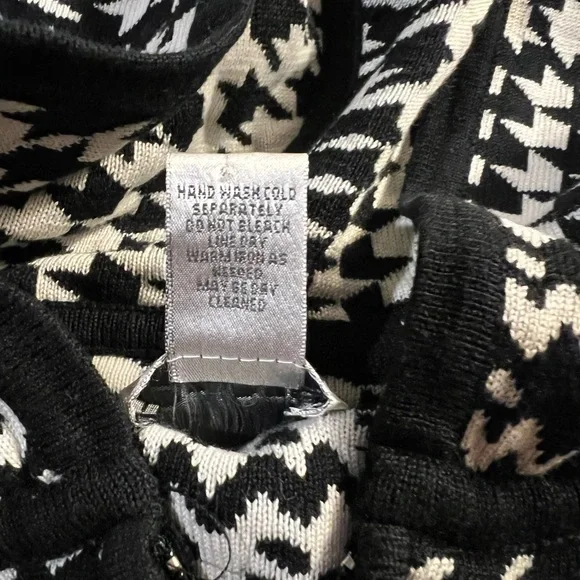 HAND WASH COLD
SEPARATELY
DO NOT BLEACH
LINE DRY
WARM IRON AS
NEEDED
MAY BE DRY
CLEANED